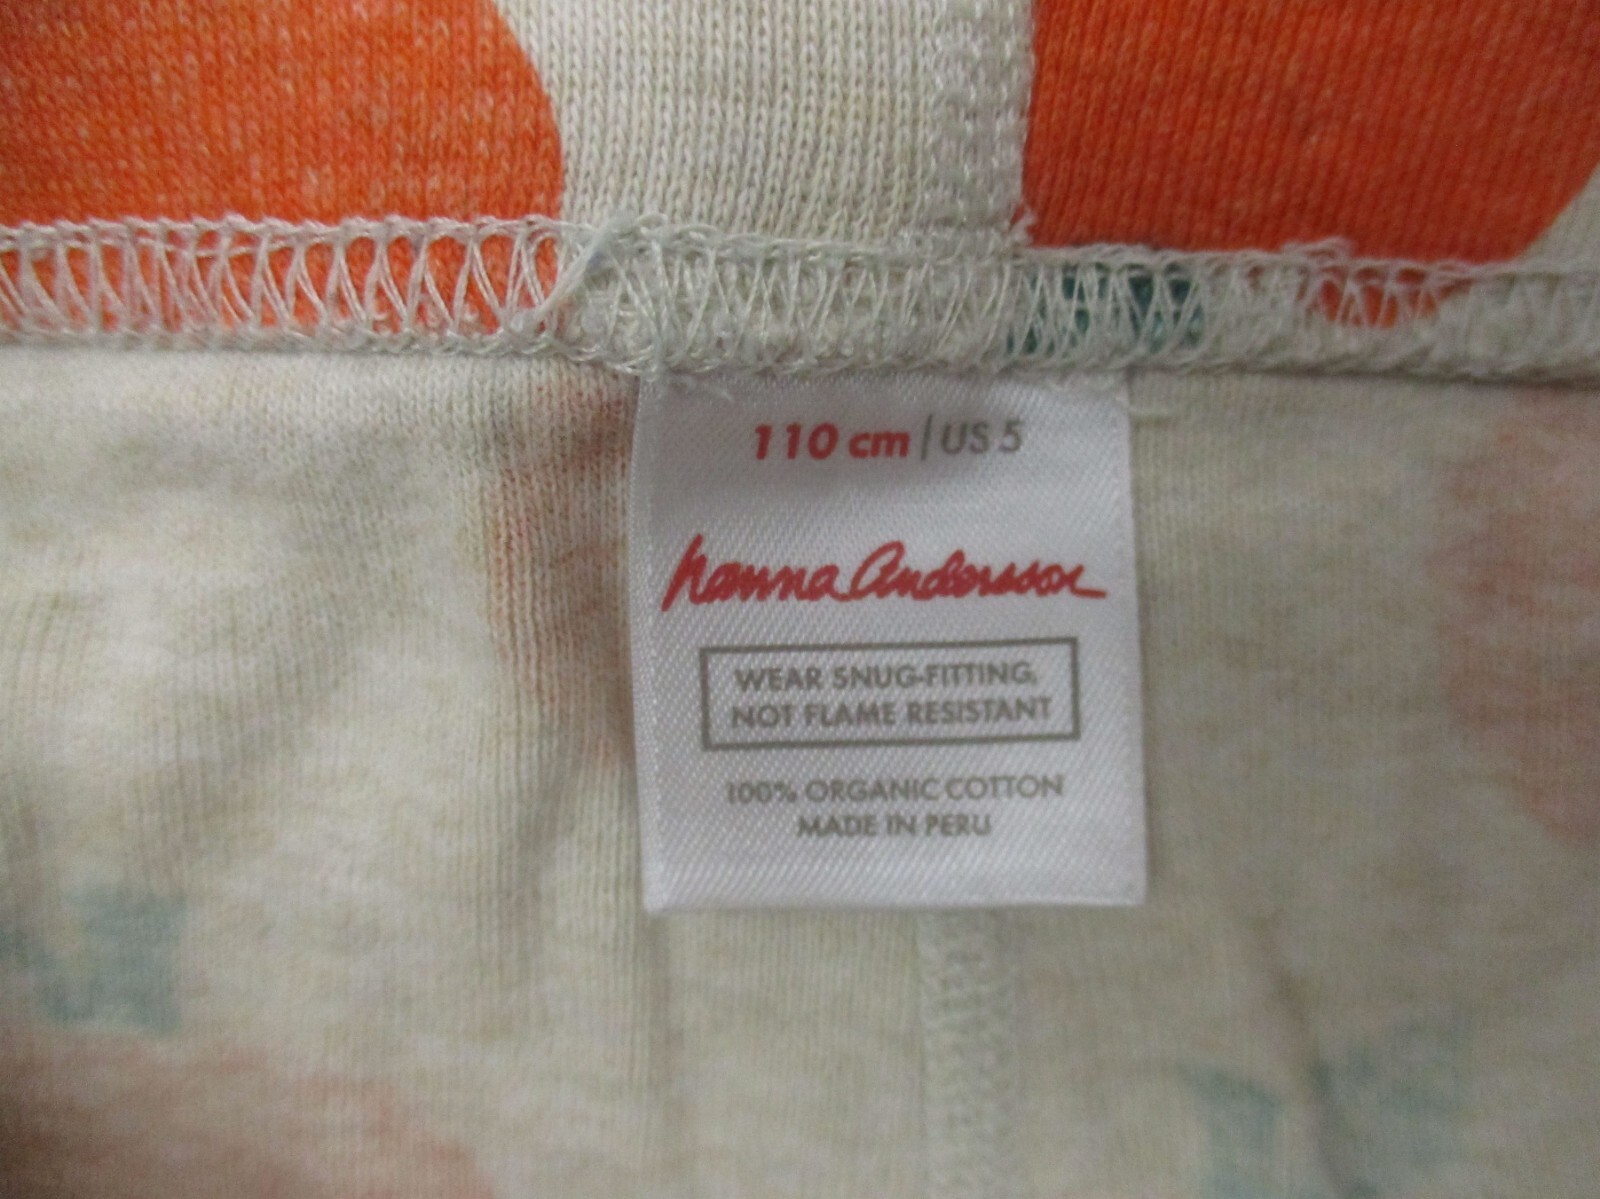 110 cm | US 5
hanna Andersson
WEAR SNUG-FITTING,
NOT FLAME RESISTANT
100% ORGANIC COTTON
MADE IN PERU